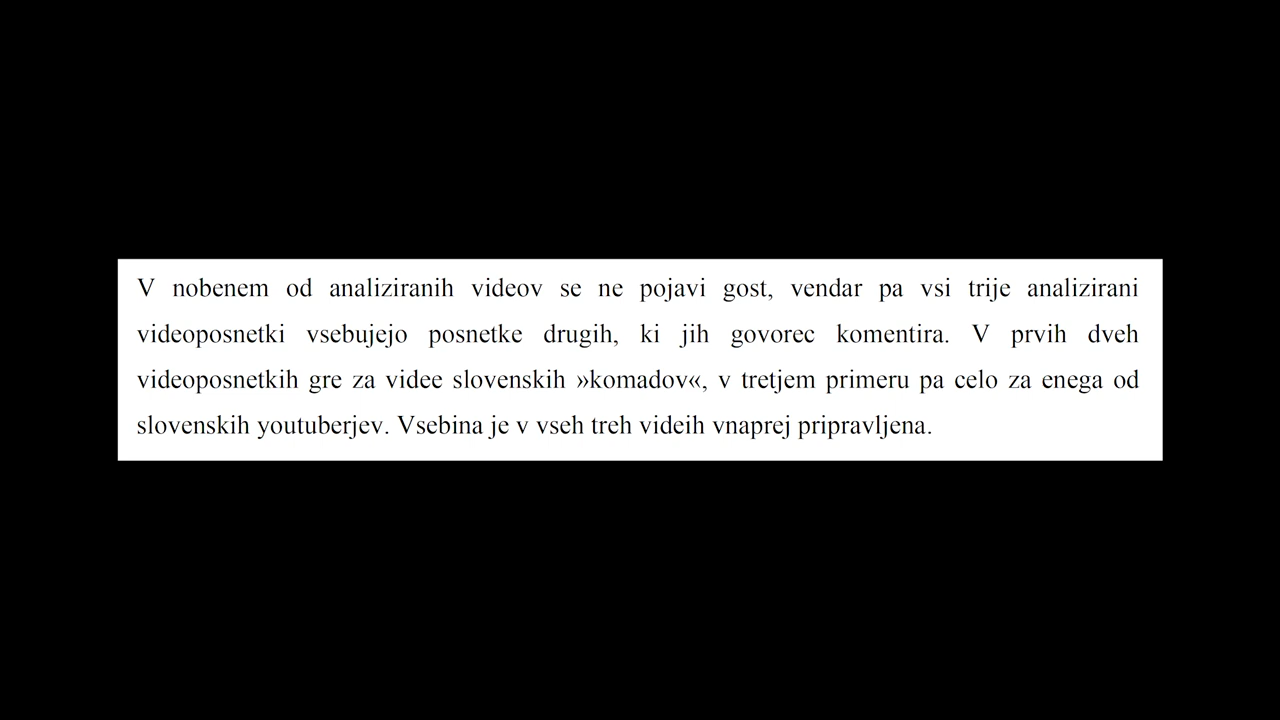 V nobenem od analiziranih videov se ne pojavi gost, vendar pa vsi trije analizirani
videoposnetki vsebujejo posnetke drugih, ki jih govorec komentira. V prvih dveh
videoposnetkih gre za videe slovenskih »komadov«, v tretjem primeru pa celo za enega od
slovenskih youtuberjev. Vsebina je v vseh treh videih vnaprej pripravljena.